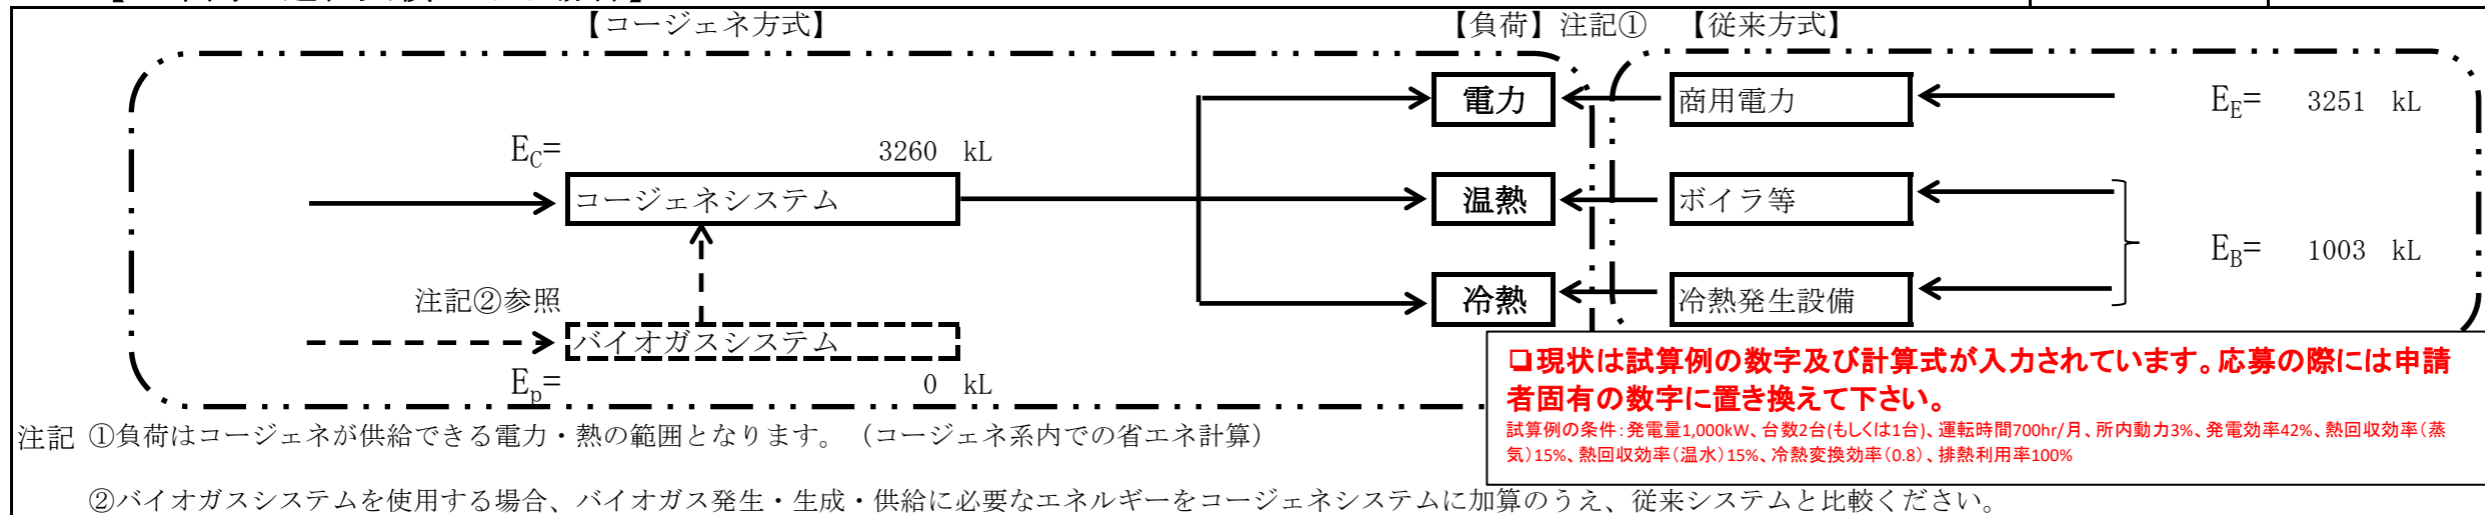 【コージェネ方式】
【負荷】注記①
【従来方式】
電力
商用電力
E_E= 3251 kL
E_C= 3260 kL
コージェネシステム
温熱
ボイラ等
E_B= 1003 kL
注記②参照
冷熱
冷熱発生設備
バイオガスシステム
E_p= 0 kL
□現状は試算例の数字及び計算式が入力されています。応募の際には申請
者固有の数字に置き換えて下さい。
試算例の条件：発電量1,000kW、台数2台(もしくは1台)、運転時間700hr/月、所内動力3%、発電効率42%、熱回収効率（蒸
気）15%、熱回収効率（温水）15%、冷熱変換効率（0.8）、排熱利用率100%
注記 ①負荷はコージェネが供給できる電力・熱の範囲となります。（コージェネ系内での省エネ計算）
②バイオガスシステムを使用する場合、バイオガス発生・生成・供給に必要なエネルギーをコージェネシステムに加算のうえ、従来システムと比較ください。